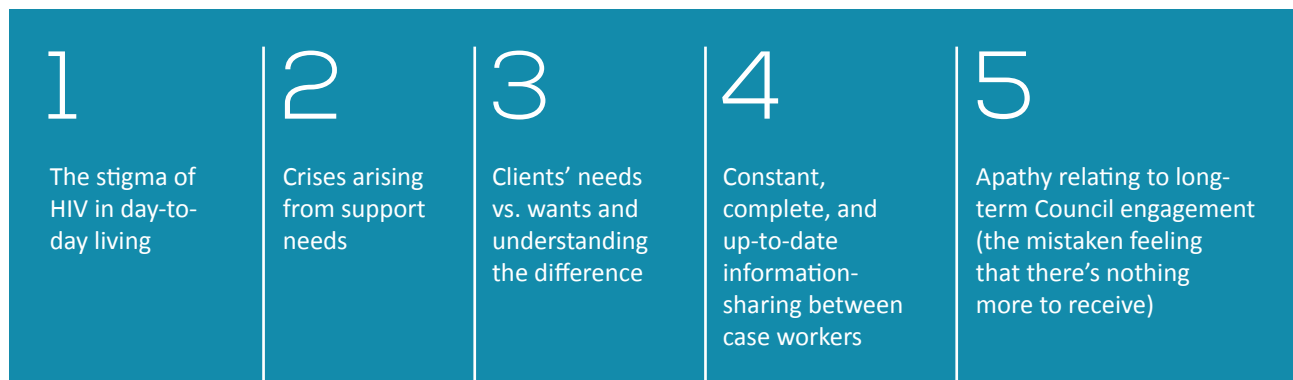 1
The stigma of
HIV in day-to-
day living
2
Crises arising
from support
needs
3
Clients’ needs
vs. wants and
understanding
the difference
4
Constant,
complete, and
up-to-date
information-
sharing between
case workers
5
Apathy relating to long-
term Council engagement
(the mistaken feeling
that there’s nothing
more to receive)